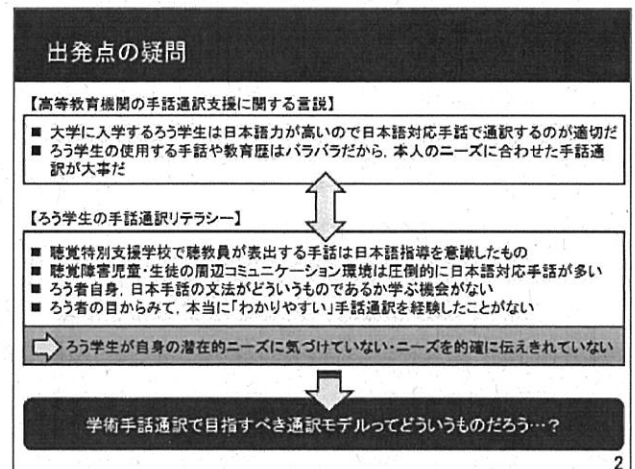 出発点の疑問
【高等教育機関の手話通訳支援に関する言説】
■ 大学に入学するろう学生は日本語力が高いので日本語対応手話で通訳するのが適切だ
■ ろう学生の使用する手話や教育歴はバラバラだから，本人のニーズに合わせた手話通
訳が大事だ
【ろう学生の手話通訳リテラシー】
■ 聴覚特別支援学校で聴教員が表出する手話は日本語指導を意識したもの
■ 聴覚障害児童・生徒の周辺コミュニケーション環境は圧倒的に日本語対応手話が多い
■ ろう者自身，日本手話の文法がどういうものであるか学ぶ機会がない
■ ろう者の目からみて，本当に「わかりやすい」手話通訳を経験したことがない
ろう学生が自身の潜在的ニーズに気づけていない・ニーズを的確に伝えきれていない
学術手話通訳で目指すべき通訳モデルってどういうものだろう…？
2